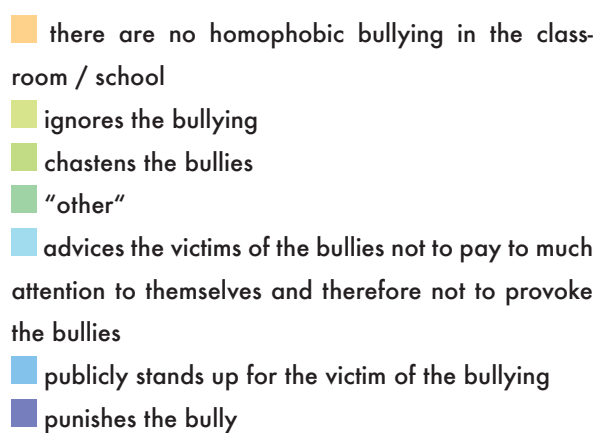 there are no homophobic bullying in the class-
room / school
ignores the bullying
chastens the bullies
“other“
advices the victims of the bullies not to pay to much
attention to themselves and therefore not to provoke
the bullies
publicly stands up for the victim of the bullying
punishes the bully